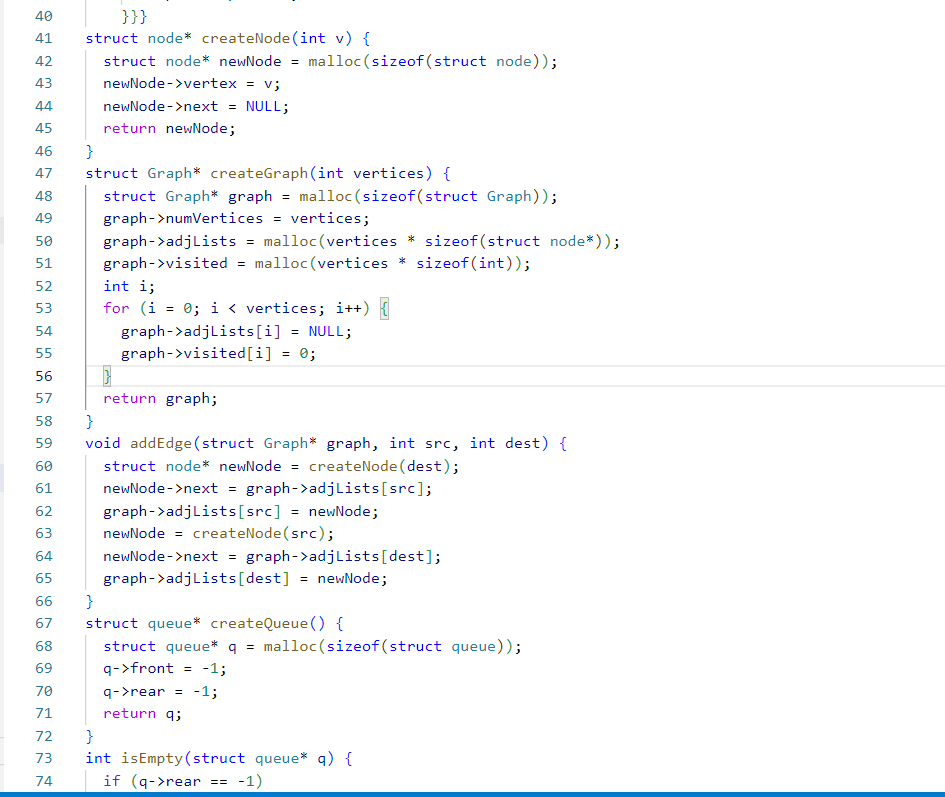 40 }}}
41 struct node* createNode(int v) {
42 struct node* newNode = malloc(sizeof(struct node));
43 newNode->vertex = v;
44 newNode->next = NULL;
45 return newNode;
46 }
47 struct Graph* createGraph(int vertices) {
48 struct Graph* graph = malloc(sizeof(struct Graph));
49 graph->numVertices = vertices;
50 graph->adjLists = malloc(vertices * sizeof(struct node*));
51 graph->visited = malloc(vertices * sizeof(int));
52 int i;
53 for (i = 0; i < vertices; i++) {
54 graph->adjLists[i] = NULL;
55 graph->visited[i] = 0;
56 }
57 return graph;
58 }
59 void addEdge(struct Graph* graph, int src, int dest) {
60 struct node* newNode = createNode(dest);
61 newNode->next = graph->adjLists[src];
62 graph->adjLists[src] = newNode;
63 newNode = createNode(src);
64 newNode->next = graph->adjLists[dest];
65 graph->adjLists[dest] = newNode;
66 }
67 struct queue* createQueue() {
68 struct queue* q = malloc(sizeof(struct queue));
69 q->front = -1;
70 q->rear = -1;
71 return q;
72 }
73 int isEmpty(struct queue* q) {
74 if (q->rear == -1)